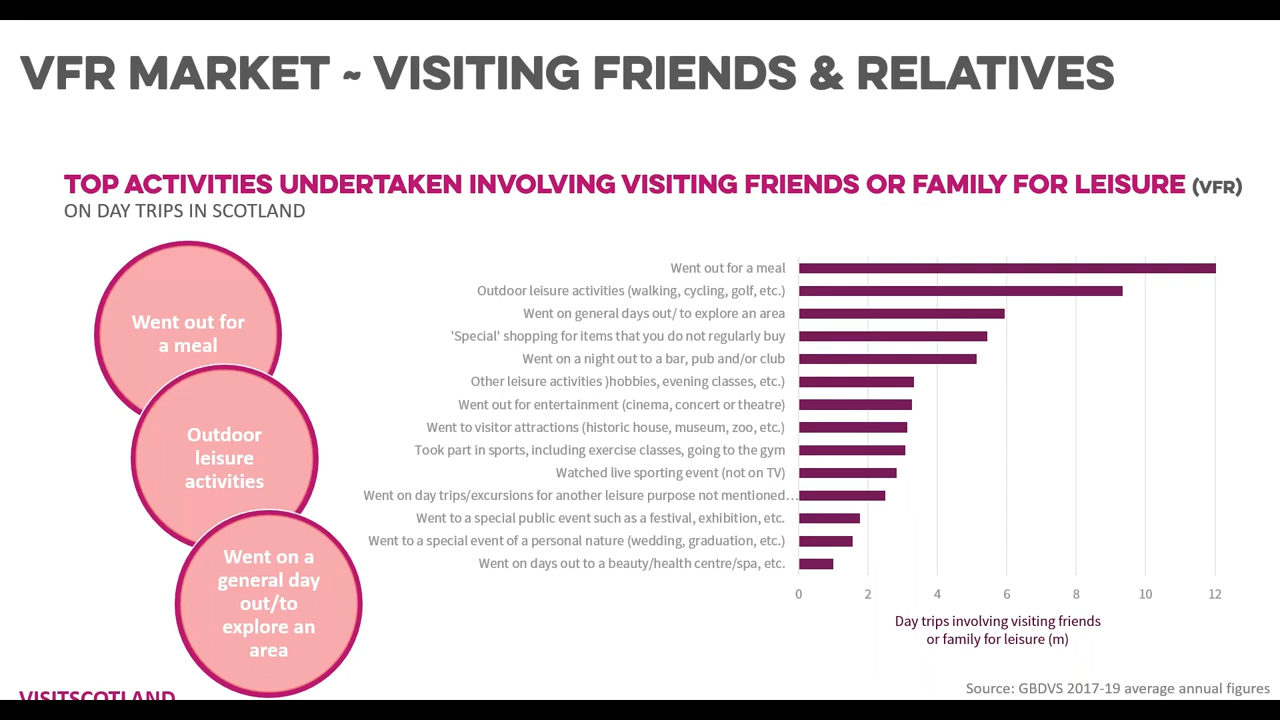 VFR MARKET ~ VISITING FRIENDS & RELATIVES
TOP ACTIVITIES UNDERTAKEN INVOLVING VISITING FRIENDS OR FAMILY FOR LEISURE (VFR)
ON DAY TRIPS IN SCOTLAND
Went out for
a meal
Outdoor
leisure
activities
Went on a
general day
out/to
explore an
area
Went out for a meal
Outdoor leisure activities (walking, cycling, golf, etc.)
Went on general days out/ to explore an area
'Special' shopping for items that you do not regularly buy
Went on a night out to a bar, pub and/or club
Other leisure activities )hobbies, evening classes, etc.)
Went out for entertainment (cinema, concert or theatre)
Went to visitor attractions (historic house, museum, zoo, etc.)
Took part in sports, including exercise classes, going to the gym
Watched live sporting event (not on TV)
Went on day trips/excursions for another leisure purpose not mentioned…
Went to a special public event such as a festival, exhibition, etc.
Went to a special event of a personal nature (wedding, graduation, etc.)
Went on days out to a beauty/health centre/spa, etc.
0 2 4 6 8 10 12
Day trips involving visiting friends
or family for leisure (m)
Source: GBDVS 2017-19 average annual figures
VISITSCOTLAND